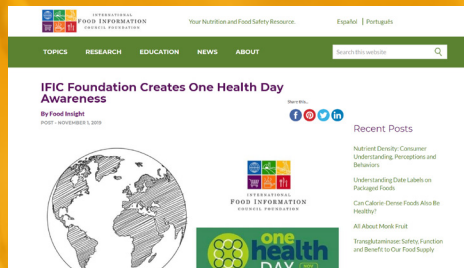 INTERNATIONAL
FOOD INFORMATION
COUNCIL FOUNDATION
Your Nutrition and Food Safety Resource.
Español | Português
TOPICS RESEARCH EDUCATION NEWS ABOUT
Search this website
IFIC Foundation Creates One Health Day
Awareness
By Food Insight
POST - NOVEMBER 1, 2019
Share this...
Recent Posts
Nutrient Density: Consumer
Understanding, Perceptions and
Behaviors
Understanding Date Labels on
Packaged Foods
Can Calorie-Dense Foods Also Be
Healthy?
All About Monk Fruit
Transglutaminase: Safety, Function
and Benefit to Our Food Supply
INTERNATIONAL
FOOD INFORMATION
COUNCIL FOUNDATION
one
health
DAY